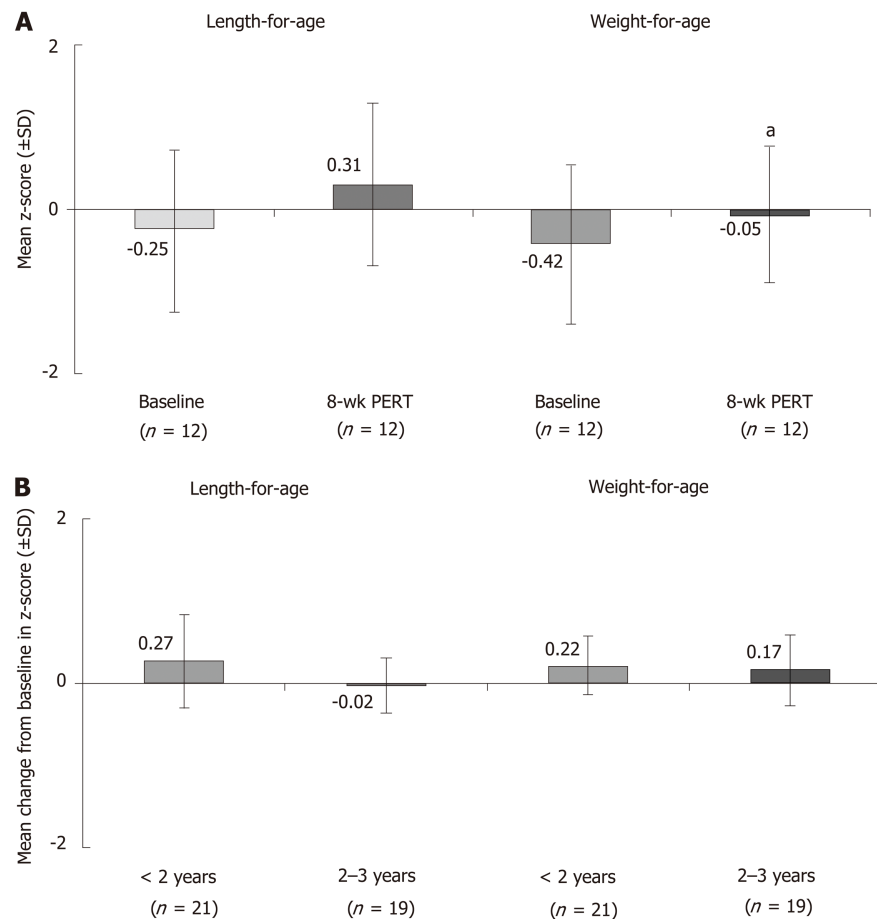 A
Length-for-age Weight-for-age
Mean z-score (±SD)
2
0
-2
-0.25
0.31
-0.42
-0.05
a
Baseline 8-wk PERT Baseline 8-wk PERT
(n = 12) (n = 12) (n = 12) (n = 12)
B
Length-for-age Weight-for-age
Mean change from baseline in z-score (±SD)
2
0
-2
0.27
-0.02
0.22
0.17
< 2 years 2–3 years < 2 years 2–3 years
(n = 21) (n = 19) (n = 21) (n = 19)